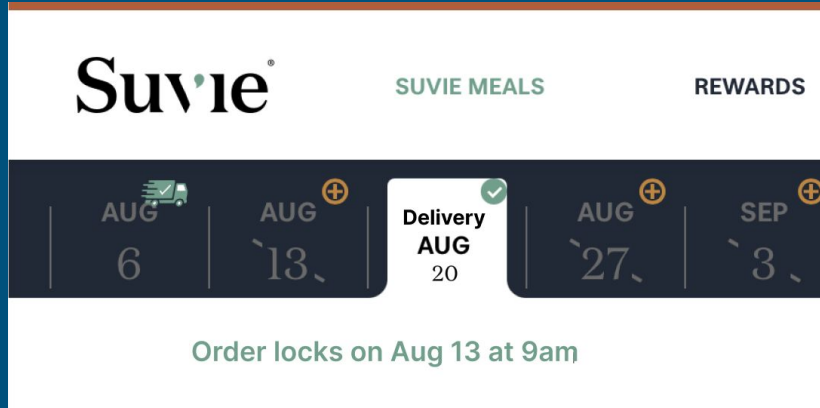 Suvie®
SUVIE MEALS
REWARDS
AUG
6
AUG
13
Delivery
AUG
20
AUG
27
SEP
3
Order locks on Aug 13 at 9am